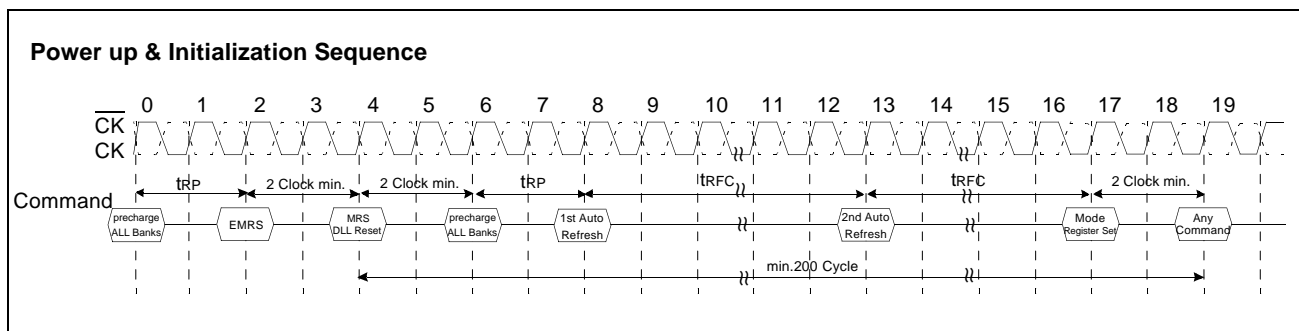 Power up & Initialization Sequence
0 1 2 3 4 5 6 7 8 9 10 11 12 13 14 15 16 17 18 19
CK
CK
tRP 2 Clock min. 2 Clock min. tRP tRFC tRFC 2 Clock min.
Command
precharge
ALL Banks
EMRS
MRS
DLL Reset
precharge
ALL Banks
1st Auto
Refresh
2nd Auto
Refresh
Mode
Register Set
Any
Command
min.200 Cycle